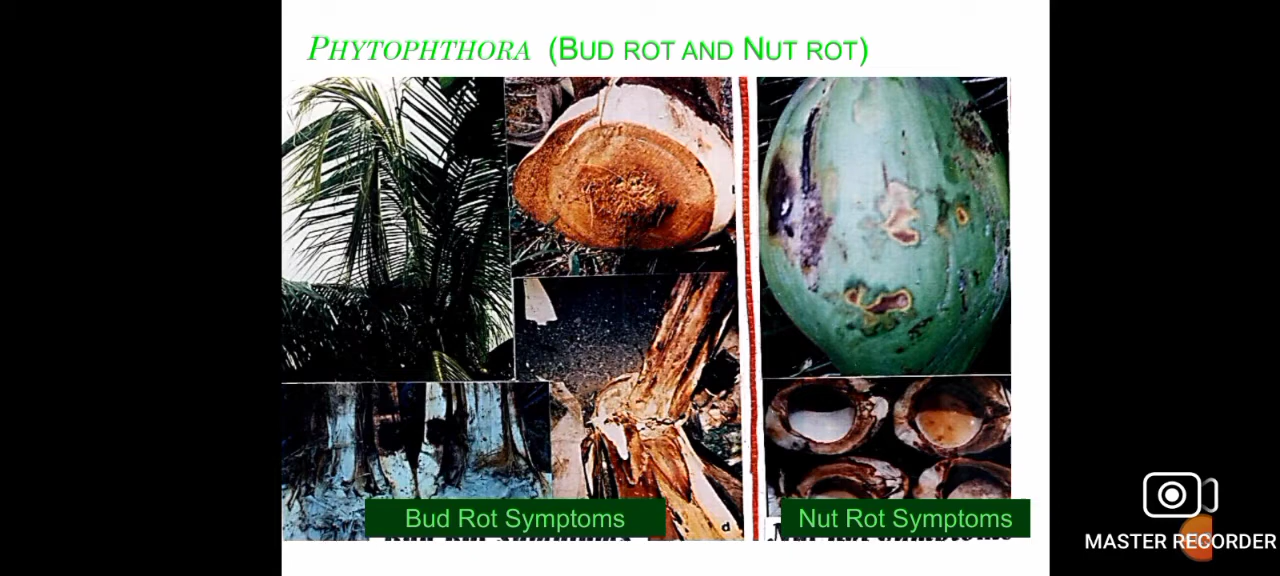 PHYTOPHTHORA (BUD ROT AND NUT ROT)
d
Bud Rot Symptoms
Nut Rot Symptoms
MASTER RECORDER